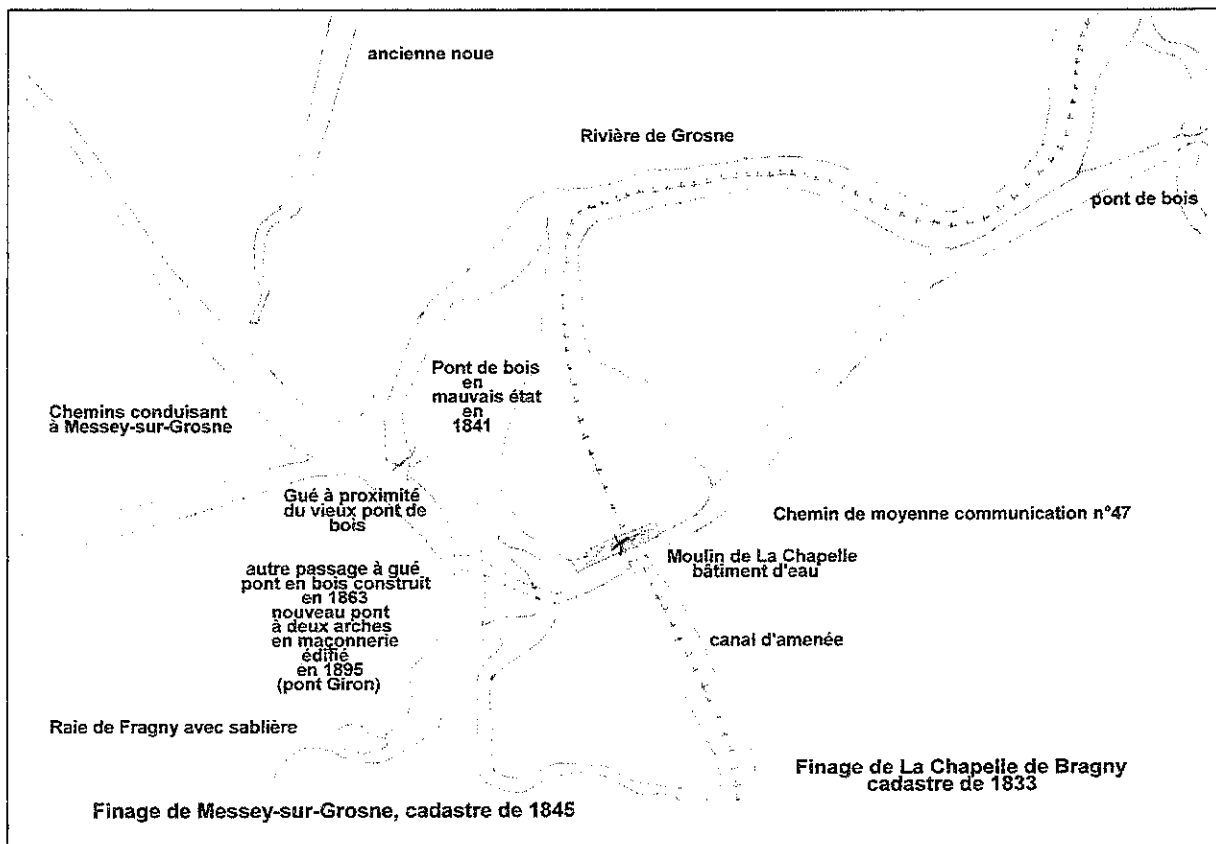 ancienne noue
Rivière de Grosne
pont de bois
Pont de bois
en
mauvais état
en
1841
Chemins conduisant
à Messey-sur-Grosne
Gué à proximité
du vieux pont de
bois
Chemin de moyenne communication n°47
Moulin de La Chapelle
bâtiment d'eau
autre passage à gué
pont en bois construit
en 1863
nouveau pont
à deux arches
en maçonnerie
édifié
en 1895
(pont Giron)
canal d'amenée
Raie de Fragny avec sablière
Finage de La Chapelle de Bragny
cadastre de 1833
Finage de Messey-sur-Grosne, cadastre de 1845